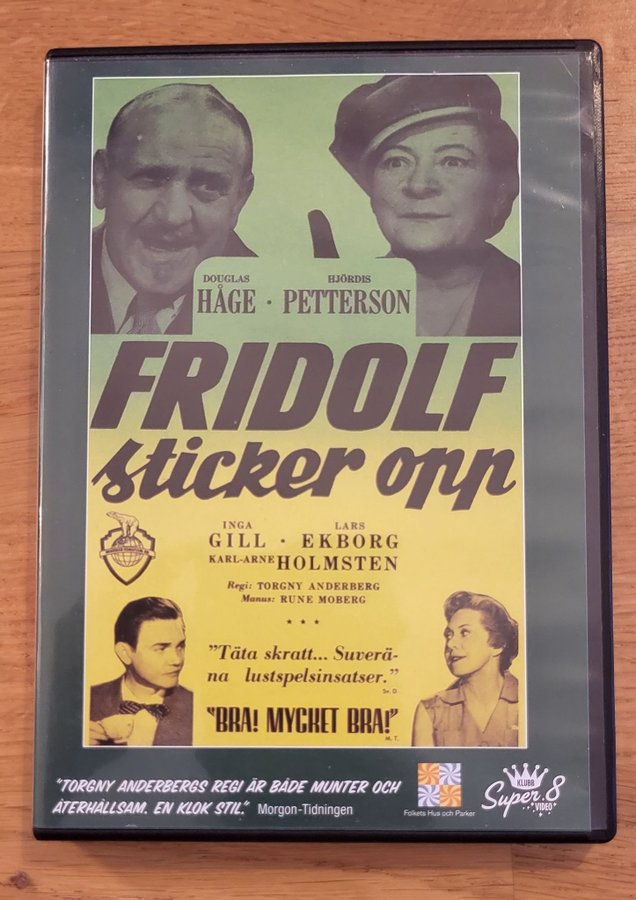 DOUGLAS HJÖRDIS
HÅGE · PETTERSON
FRIDOLF
sticker opp
INGA LARS
GILL · EKBORG
KARL-ARNE HOLMSTEN
Regi: TORGNY ANDERBERG
Manus: RUNE MOBERG
* * *
"Täta skratt... Suverä-
na lustspelsinsatser."
Sv. D.
"BRA! MYCKET BRA!"
M. T.
"TORGNY ANDERBERGS REGI ÄR BÅDE MUNTER OCH
ÅTERHÅLLSAM. EN KLOK STIL." Morgon-Tidningen
Folkets Hus och Parker
KLUBB
Super 8
VIDEO